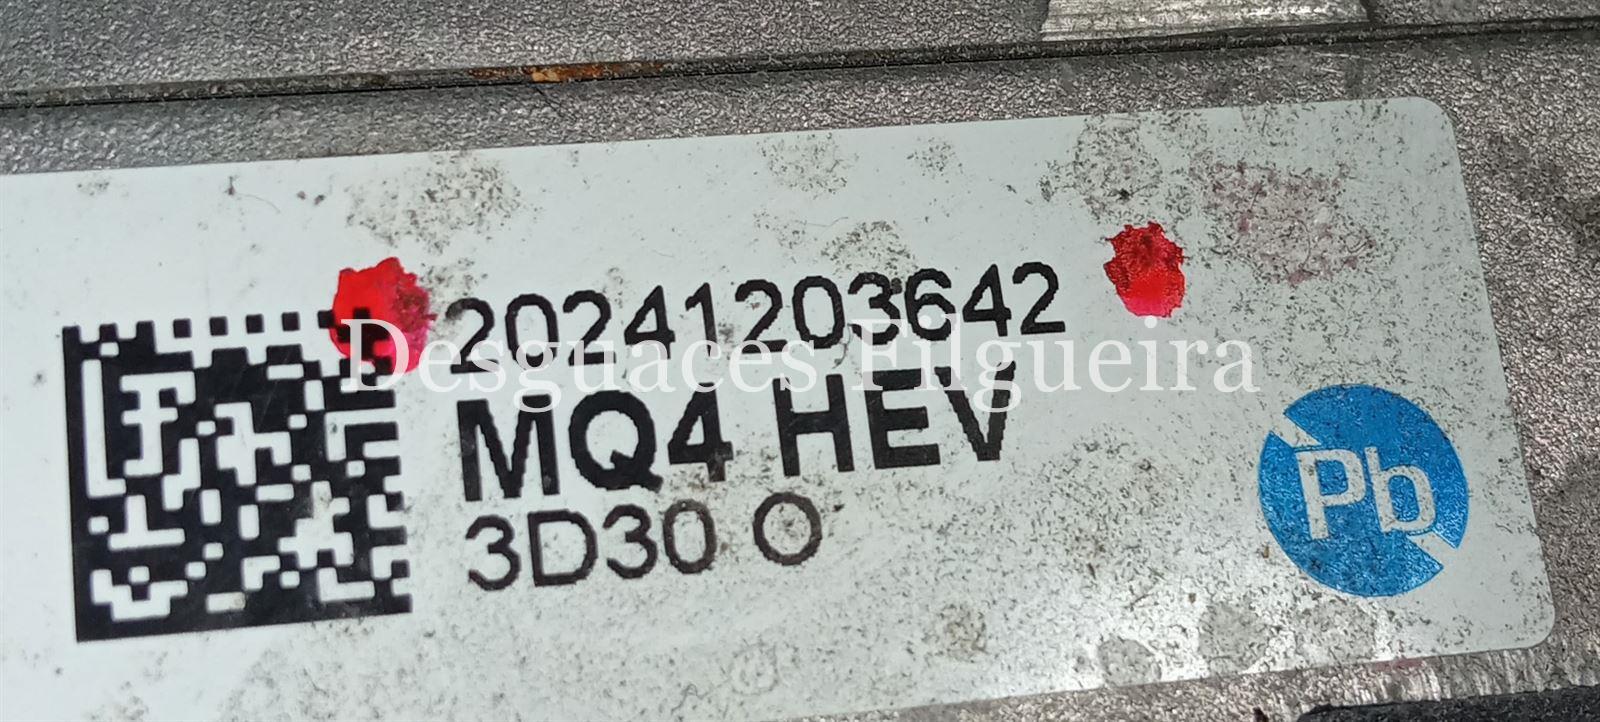 20241203642
Desguaces Filgueira
MQ4 HEV
3D30 O
Pb